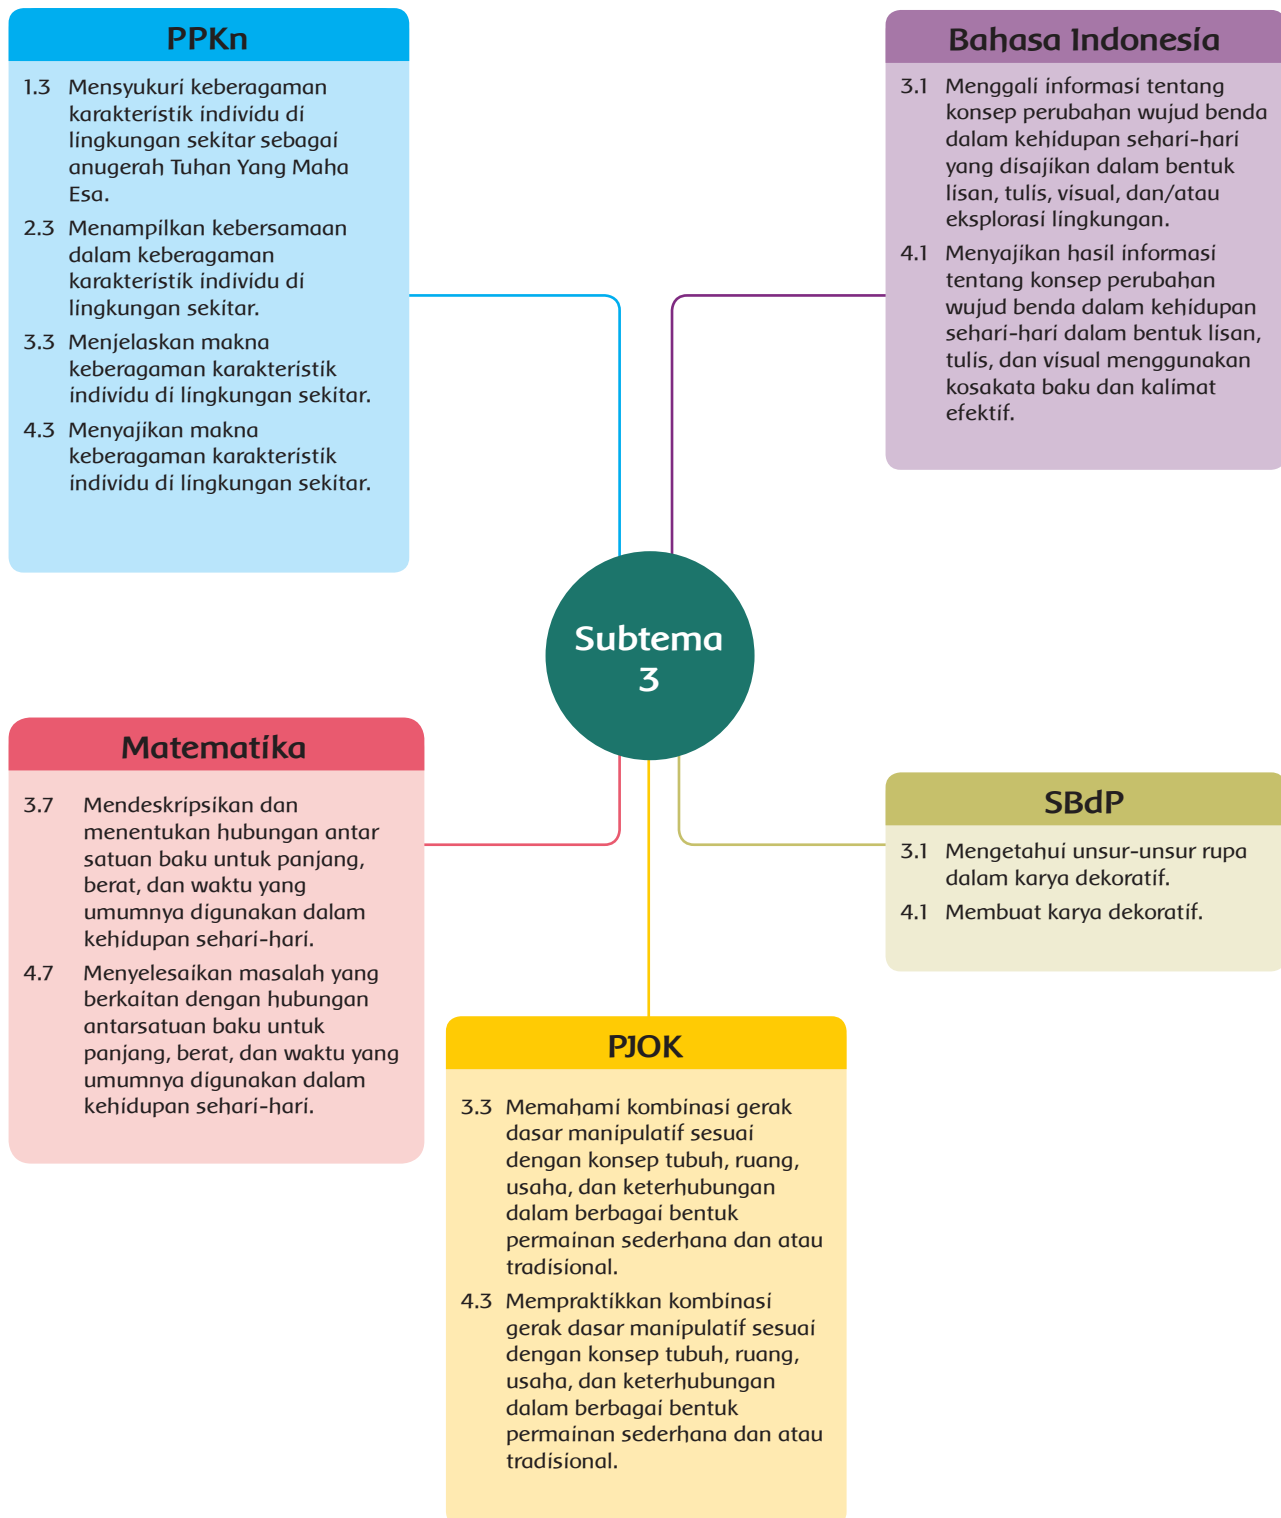 PPKn
1.3 Mensyukuri keberagaman
karakteristik individu di
lingkungan sekitar sebagai
anugerah Tuhan Yang Maha
Esa.
2.3 Menampilkan kebersamaan
dalam keberagaman
karakteristik individu di
lingkungan sekitar.
3.3 Menjelaskan makna
keberagaman karakteristik
individu di lingkungan sekitar.
4.3 Menyajikan makna
keberagaman karakteristik
individu di lingkungan sekitar.
Bahasa Indonesia
3.1 Menggali informasi tentang
konsep perubahan wujud benda
dalam kehidupan sehari-hari
yang disajikan dalam bentuk
lisan, tulis, visual, dan/atau
eksplorasi lingkungan.
4.1 Menyajikan hasil informasi
tentang konsep perubahan
wujud benda dalam kehidupan
sehari-hari dalam bentuk lisan,
tulis, dan visual menggunakan
kosakata baku dan kalimat
efektif.
Subtema
3
Matematika
3.7 Mendeskripsikan dan
menentukan hubungan antar
satuan baku untuk panjang,
berat, dan waktu yang
umumnya digunakan dalam
kehidupan sehari-hari.
4.7 Menyelesaikan masalah yang
berkaitan dengan hubungan
antarsatuan baku untuk
panjang, berat, dan waktu yang
umumnya digunakan dalam
kehidupan sehari-hari.
SBdP
3.1 Mengetahui unsur-unsur rupa
dalam karya dekoratif.
4.1 Membuat karya dekoratif.
PJOK
3.3 Memahami kombinasi gerak
dasar manipulatif sesuai
dengan konsep tubuh, ruang,
usaha, dan keterhubungan
dalam berbagai bentuk
permainan sederhana dan atau
tradisional.
4.3 Mempraktikkan kombinasi
gerak dasar manipulatif sesuai
dengan konsep tubuh, ruang,
usaha, dan keterhubungan
dalam berbagai bentuk
permainan sederhana dan atau
tradisional.